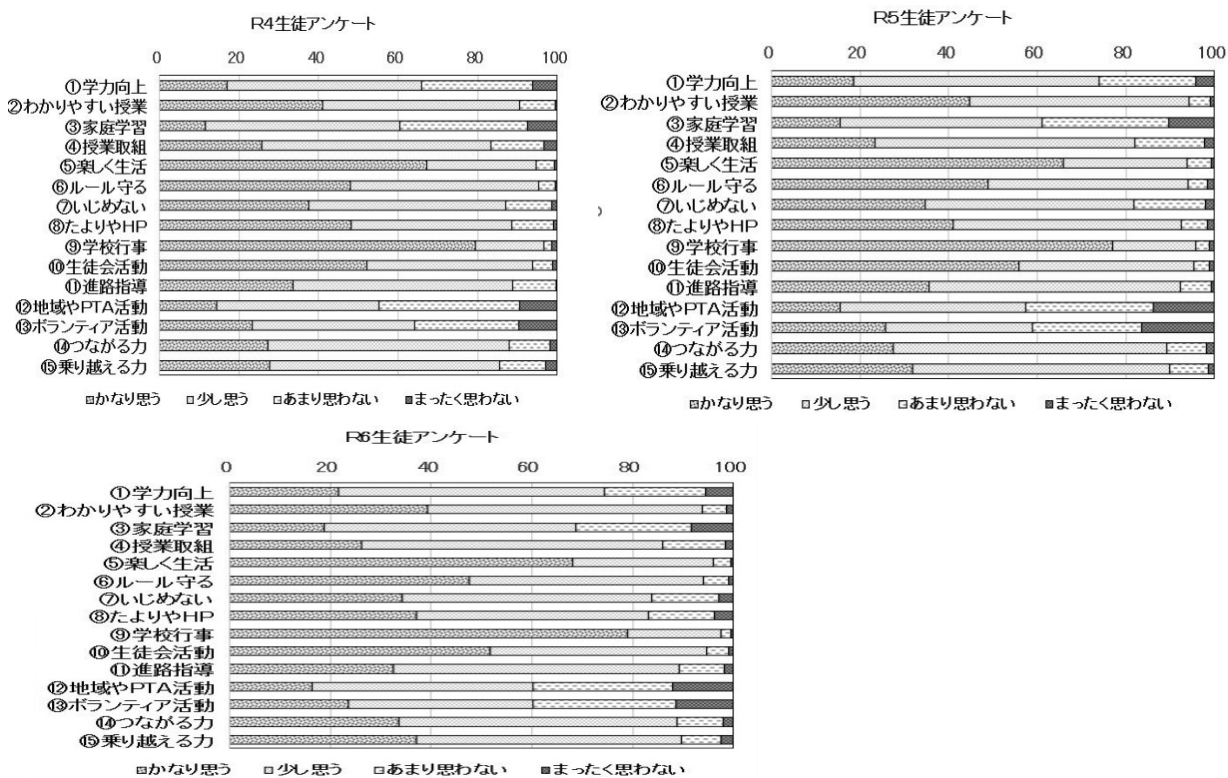 R4生徒アンケート
0 20 40 60 80 100
①学力向上
②わかりやすい授業
③家庭学習
④授業取組
⑤楽しく生活
⑥ルール守る
⑦いじめない
⑧たよりやHP
⑨学校行事
⑩生徒会活動
⑪進路指導
⑫地域やPTA活動
⑬ボランティア活動
⑭つながる力
⑮乗り越える力
かなり思う 少し思う あまり思わない まったく思わない
R5生徒アンケート
0 20 40 60 80 100
①学力向上
②わかりやすい授業
③家庭学習
④授業取組
⑤楽しく生活
⑥ルール守る
⑦いじめない
⑧たよりやHP
⑨学校行事
⑩生徒会活動
⑪進路指導
⑫地域やPTA活動
⑬ボランティア活動
⑭つながる力
⑮乗り越える力
かなり思う 少し思う あまり思わない まったく思わない
R6生徒アンケート
0 20 40 60 80 100
①学力向上
②わかりやすい授業
③家庭学習
④授業取組
⑤楽しく生活
⑥ルール守る
⑦いじめない
⑧たよりやHP
⑨学校行事
⑩生徒会活動
⑪進路指導
⑫地域やPTA活動
⑬ボランティア活動
⑭つながる力
⑮乗り越える力
かなり思う 少し思う あまり思わない まったく思わない